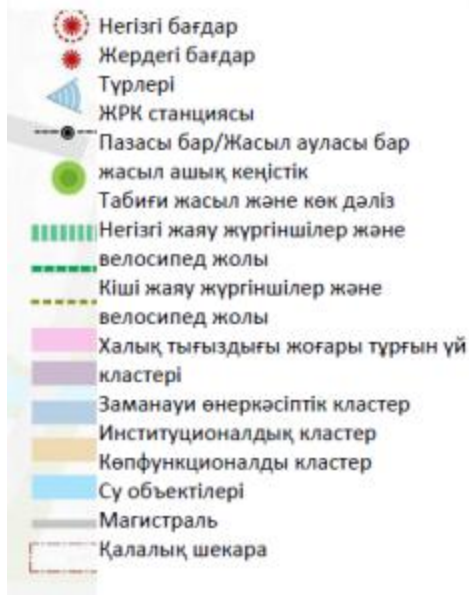 Негізгі бағдар
Жердегі бағдар
Түрлері
ЖРК станциясы
Пазасы бар/Жасыл ауласы бар
жасыл ашық кеңістік
Табиғи жасыл және көк дәліз
Негізгі жаяу жүргіншілер және
велосипед жолы
Кіші жаяу жүргіншілер және
велосипед жолы
Халық тығыздығы жоғары тұрғын үй
кластері
Заманауи өнеркәсіптік кластер
Институционалдық кластер
Көпфункционалды кластер
Су объектілері
Магистраль
Қалалық шекара